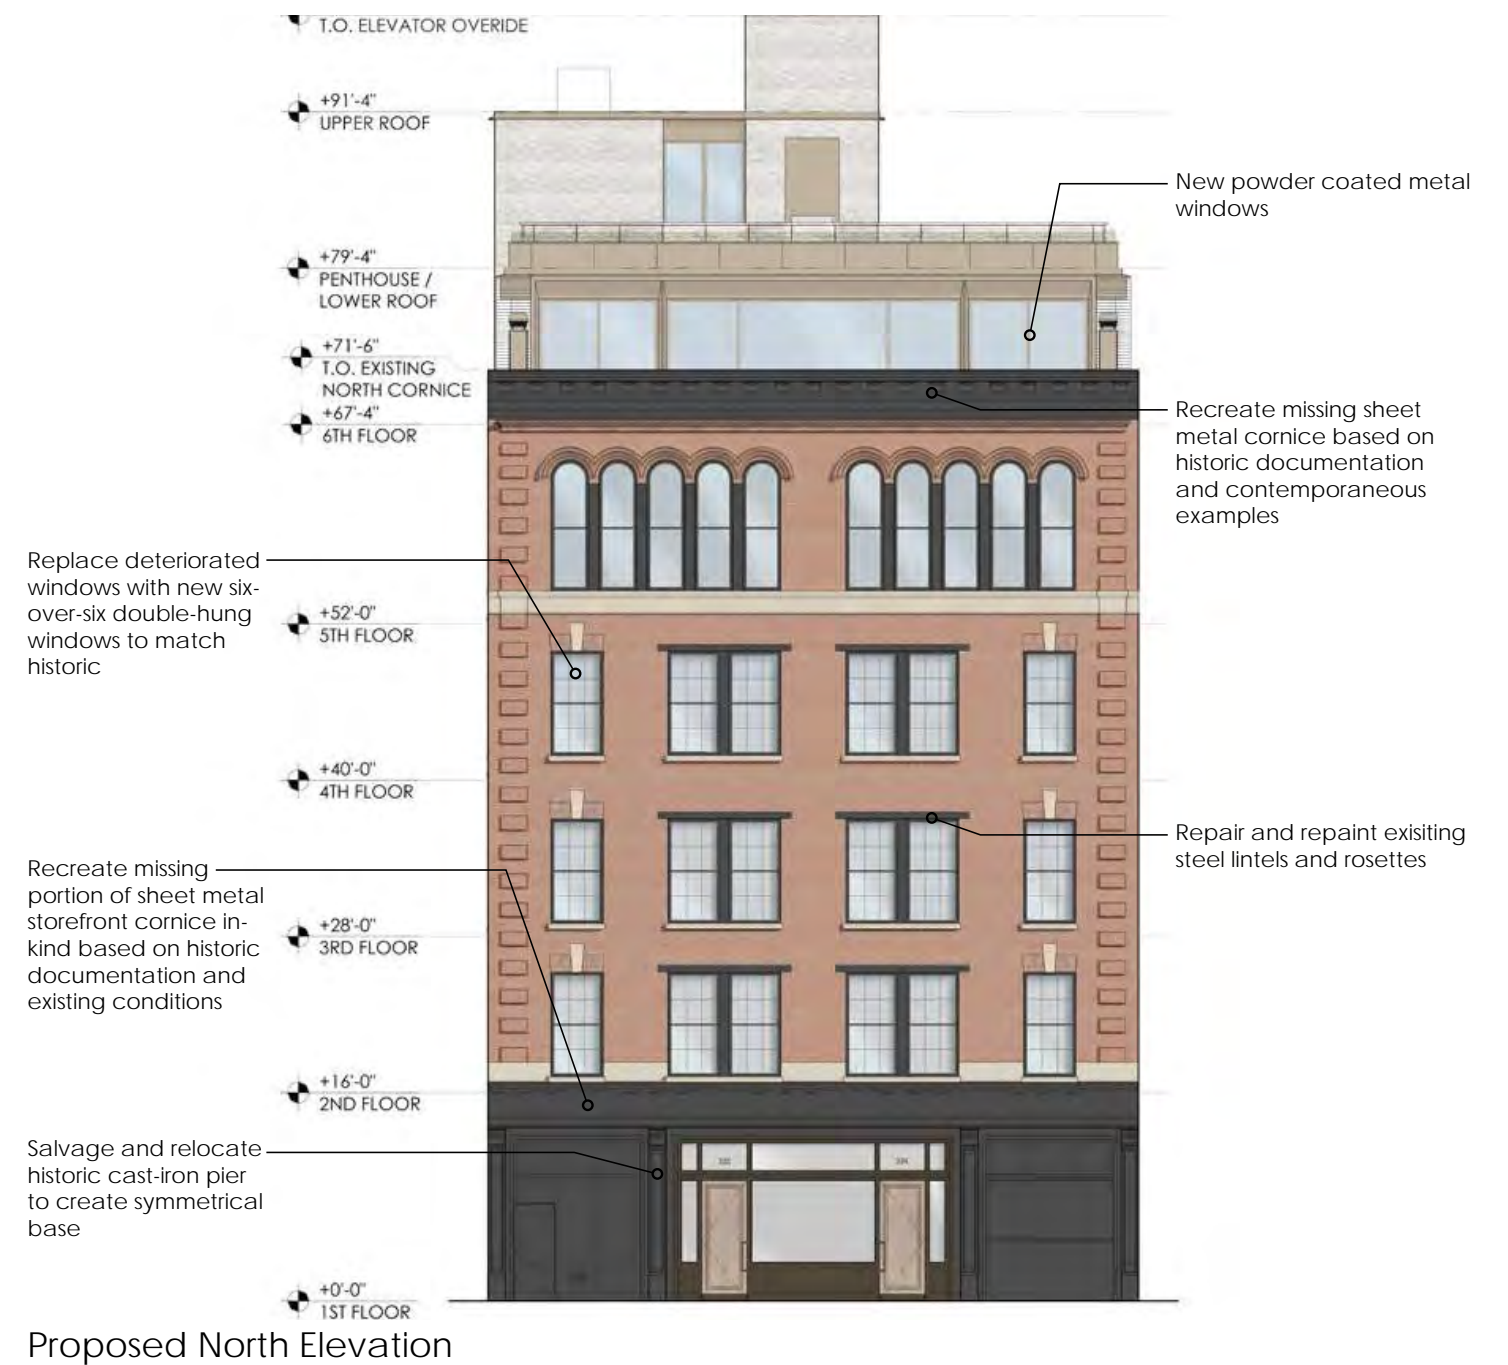 T.O. ELEVATOR OVERIDE
+91'-4"
UPPER ROOF
New powder coated metal
windows
+79'-4"
PENTHOUSE /
LOWER ROOF
+71'-6"
T.O. EXISTING
NORTH CORNICE
+67'-4"
6TH FLOOR
Recreate missing sheet
metal cornice based on
historic documentation
and contemporaneous
examples
Replace deteriorated
windows with new six-
over-six double-hung
windows to match
historic
+52'-0"
5TH FLOOR
+40'-0"
4TH FLOOR
Repair and repaint exisiting
steel lintels and rosettes
Recreate missing
portion of sheet metal
storefront cornice in-
kind based on historic
documentation and
existing conditions
+28'-0"
3RD FLOOR
+16'-0"
2ND FLOOR
Salvage and relocate
historic cast-iron pier
to create symmetrical
base
+0'-0"
1ST FLOOR
Proposed North Elevation